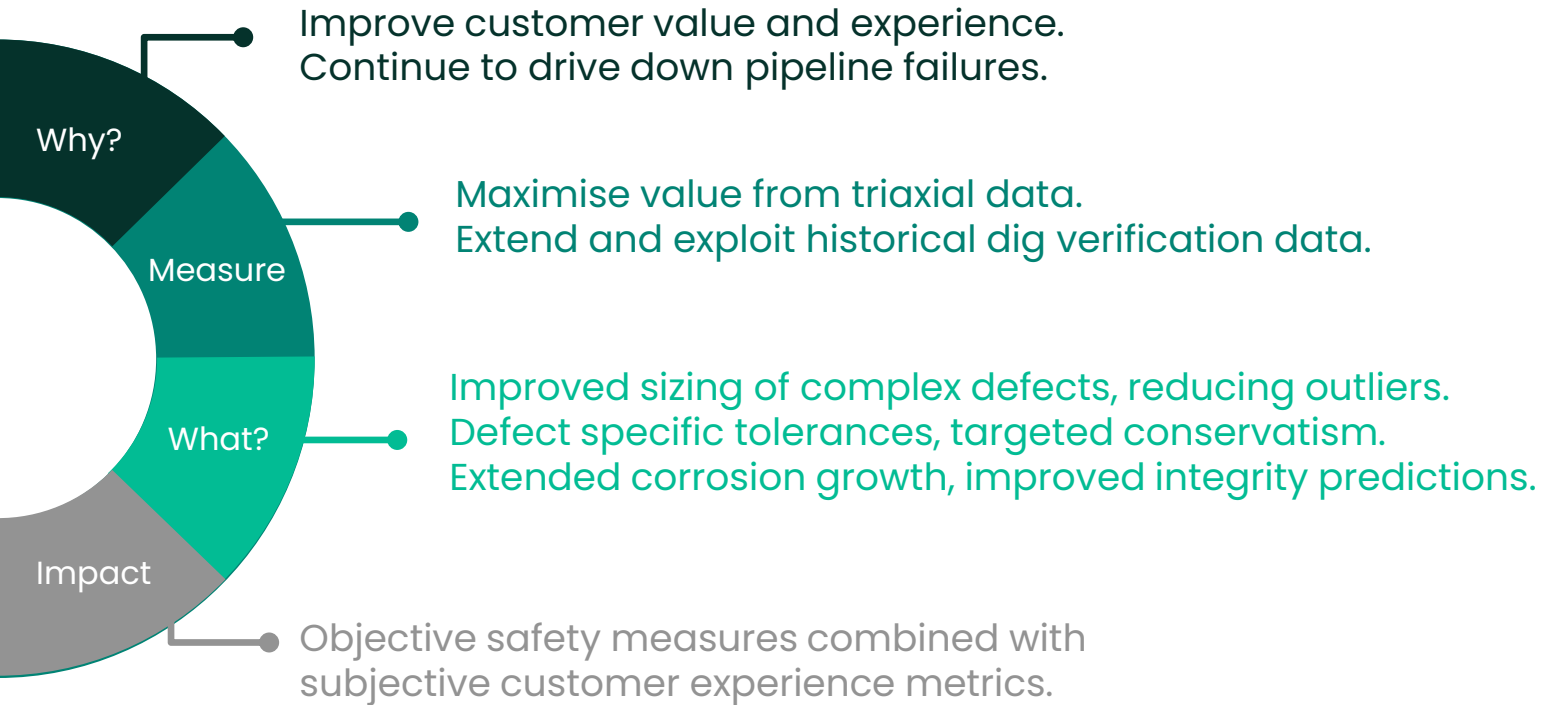 Improve customer value and experience.
Continue to drive down pipeline failures.
Why?
Maximise value from triaxial data.
Extend and exploit historical dig verification data.
Measure
Improved sizing of complex defects, reducing outliers.
Defect specific tolerances, targeted conservatism.
Extended corrosion growth, improved integrity predictions.
What?
Impact
Objective safety measures combined with
subjective customer experience metrics.